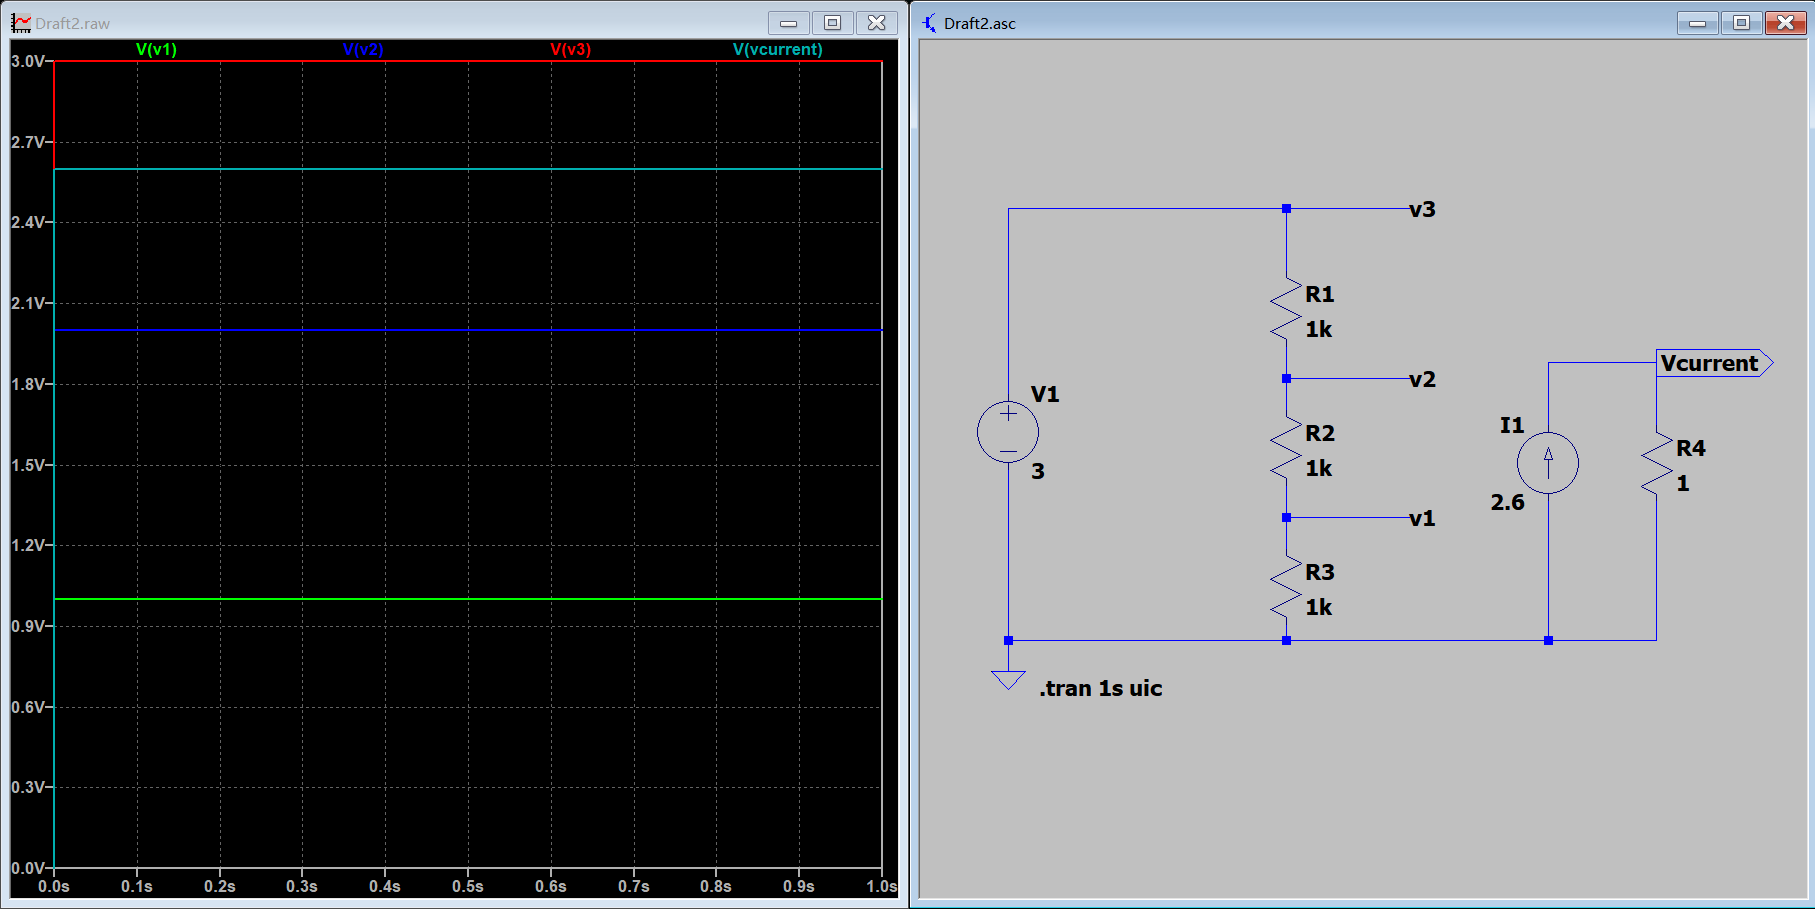 Draft2.raw
V(v1) V(v2) V(v3) V(vcurrent)
3.0V
2.7V
2.4V
2.1V
1.8V
1.5V
1.2V
0.9V
0.6V
0.3V
0.0V
0.0s 0.1s 0.2s 0.3s 0.4s 0.5s 0.6s 0.7s 0.8s 0.9s 1.0s
Draft2.asc
v3
R1
1k
v2
V1
3
R2
1k
v1
R3
1k
Vcurrent
I1
2.6
R4
1
.tran 1s uic